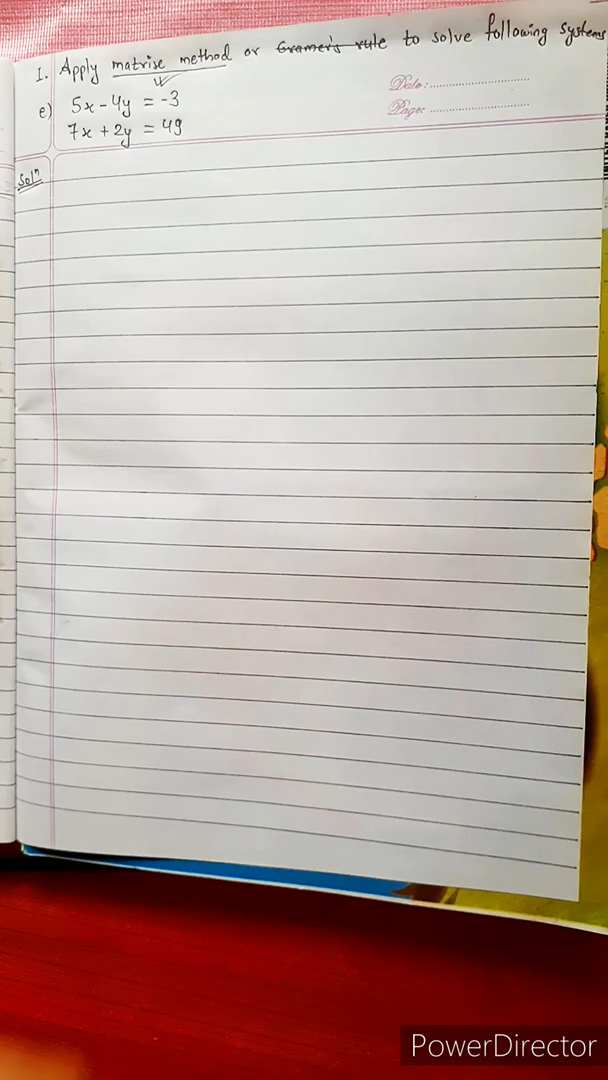 1. Apply matrise method or Cramer's rule to solve following systems
Date: ..............................
e) 5x - 4y = -3
Page: ..............................
7x + 2y = 49
Solⁿ
PowerDirector